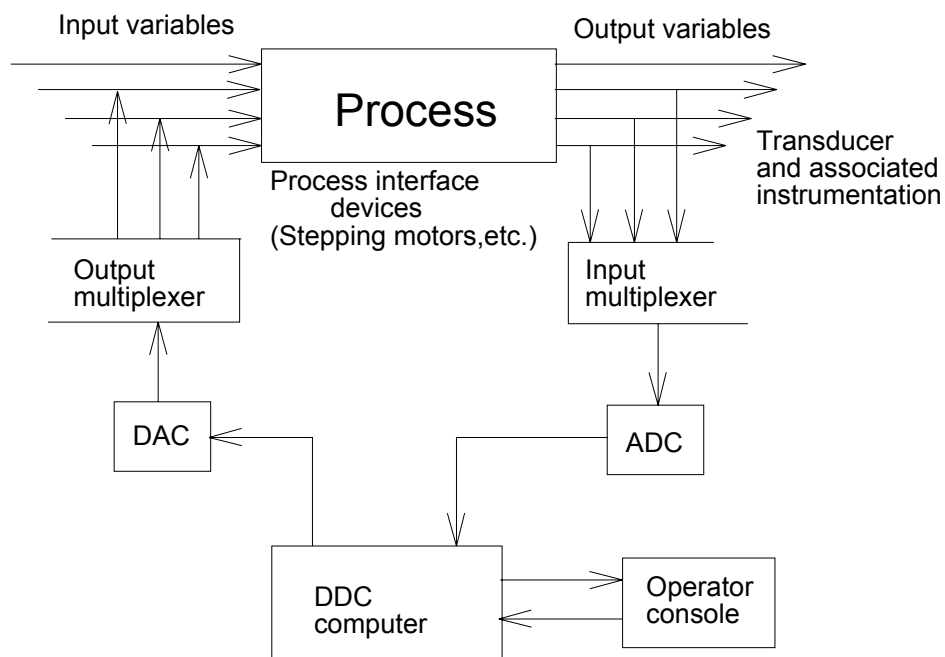 Input variables
Output variables
Process
Transducer
and associated
instrumentation
Process interface
devices
(Stepping motors,etc.)
Output
multiplexer
Input
multiplexer
DAC
ADC
DDC
computer
Operator
console